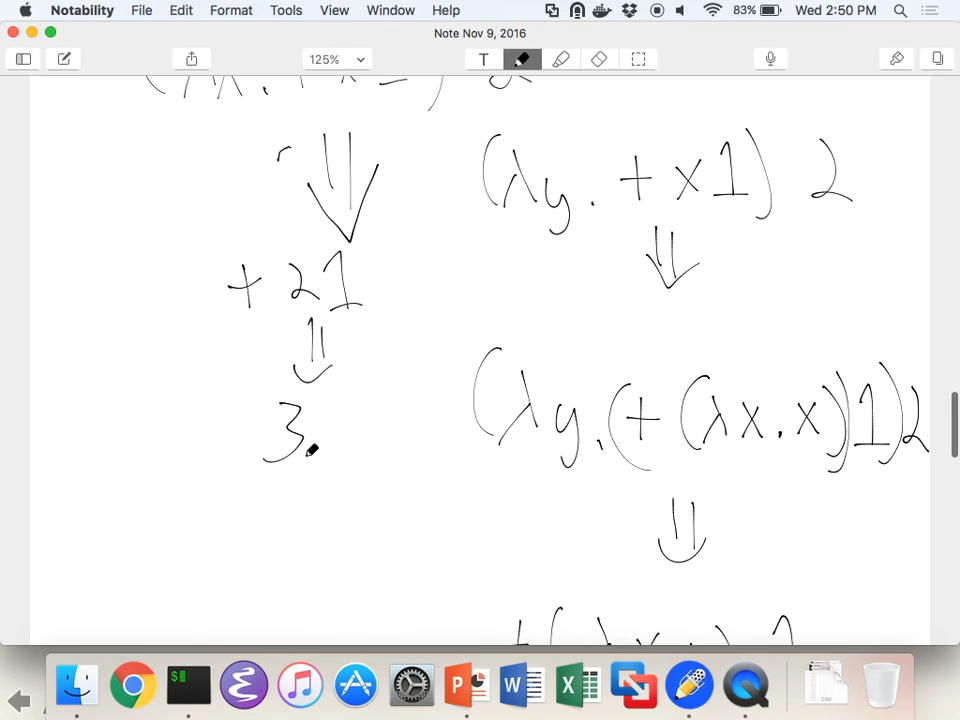 Notability File Edit Format Tools View Window Help 83% Wed 2:50 PM
Note Nov 9, 2016
125% T
(λy. + x 1) 2
+ 2 1
3.
(λy. (+ (λx. x) 1) 2
$
P W X
CSV